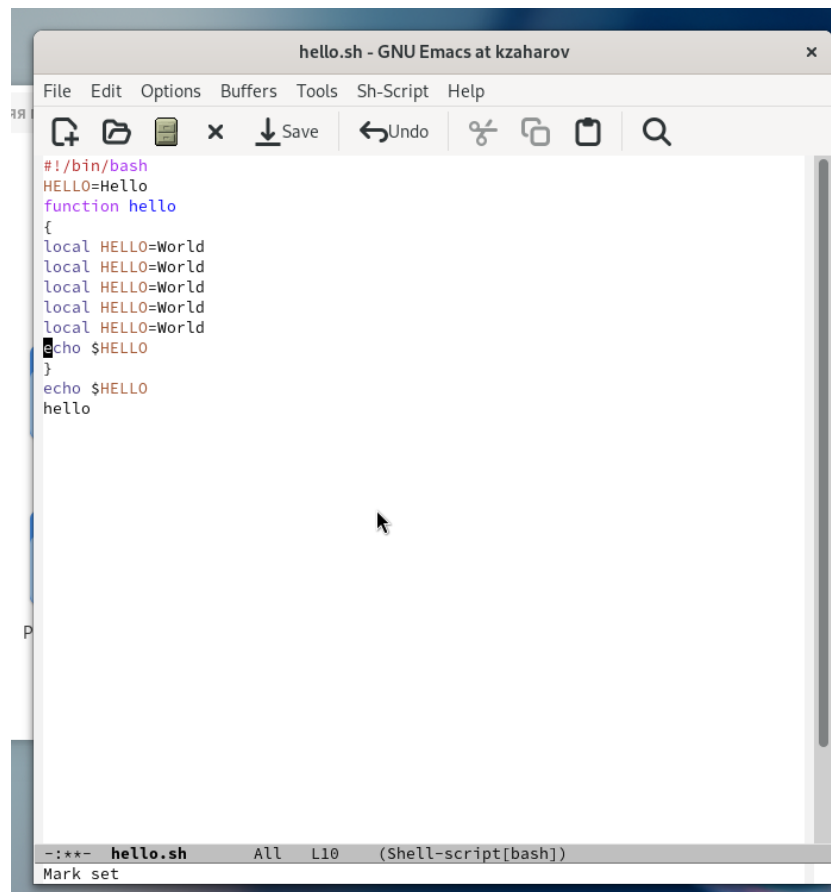 hello.sh - GNU Emacs at kzaharov ×
File Edit Options Buffers Tools Sh-Script Help
Save Undo
#!/bin/bash
HELLO=Hello
function hello
{
local HELLO=World
local HELLO=World
local HELLO=World
local HELLO=World
local HELLO=World
echo $HELLO
}
echo $HELLO
hello
P
-:**- hello.sh All L10 (Shell-script[bash])
Mark set